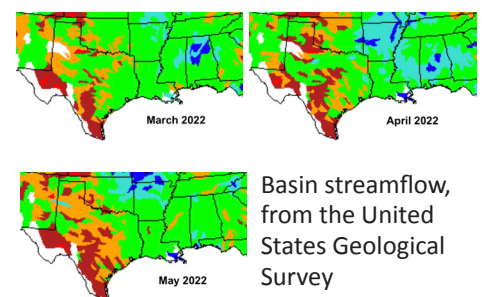 March 2022
April 2022
May 2022
Basin streamflow,
from the United
States Geological
Survey